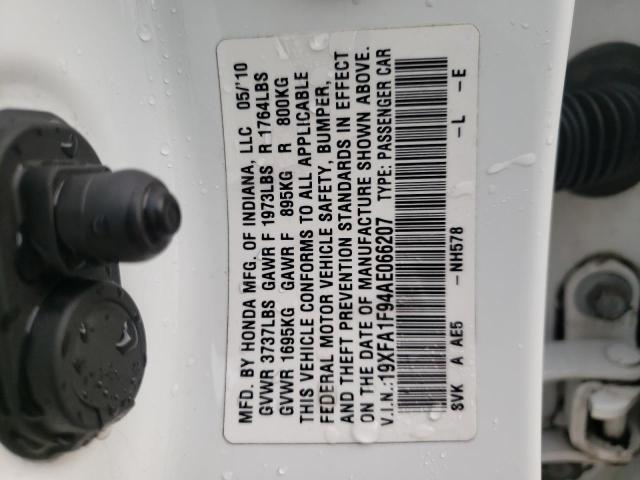 MFD. BY HONDA MFG. OF INDIANA, LLC 05/'10
GVWR 3737LBS GAWR F 1973LBS R 1764LBS
GVWR 1695KG GAWR F 895KG R 800KG
THIS VEHICLE CONFORMS TO ALL APPLICABLE
FEDERAL MOTOR VEHICLE SAFETY, BUMPER,
AND THEFT PREVENTION STANDARDS IN EFFECT
ON THE DATE OF MANUFACTURE SHOWN ABOVE.
V.I.N.:19XFA1F94AE066207 TYPE: PASSENGER CAR
SVK A AE5 -NH578 -L -E